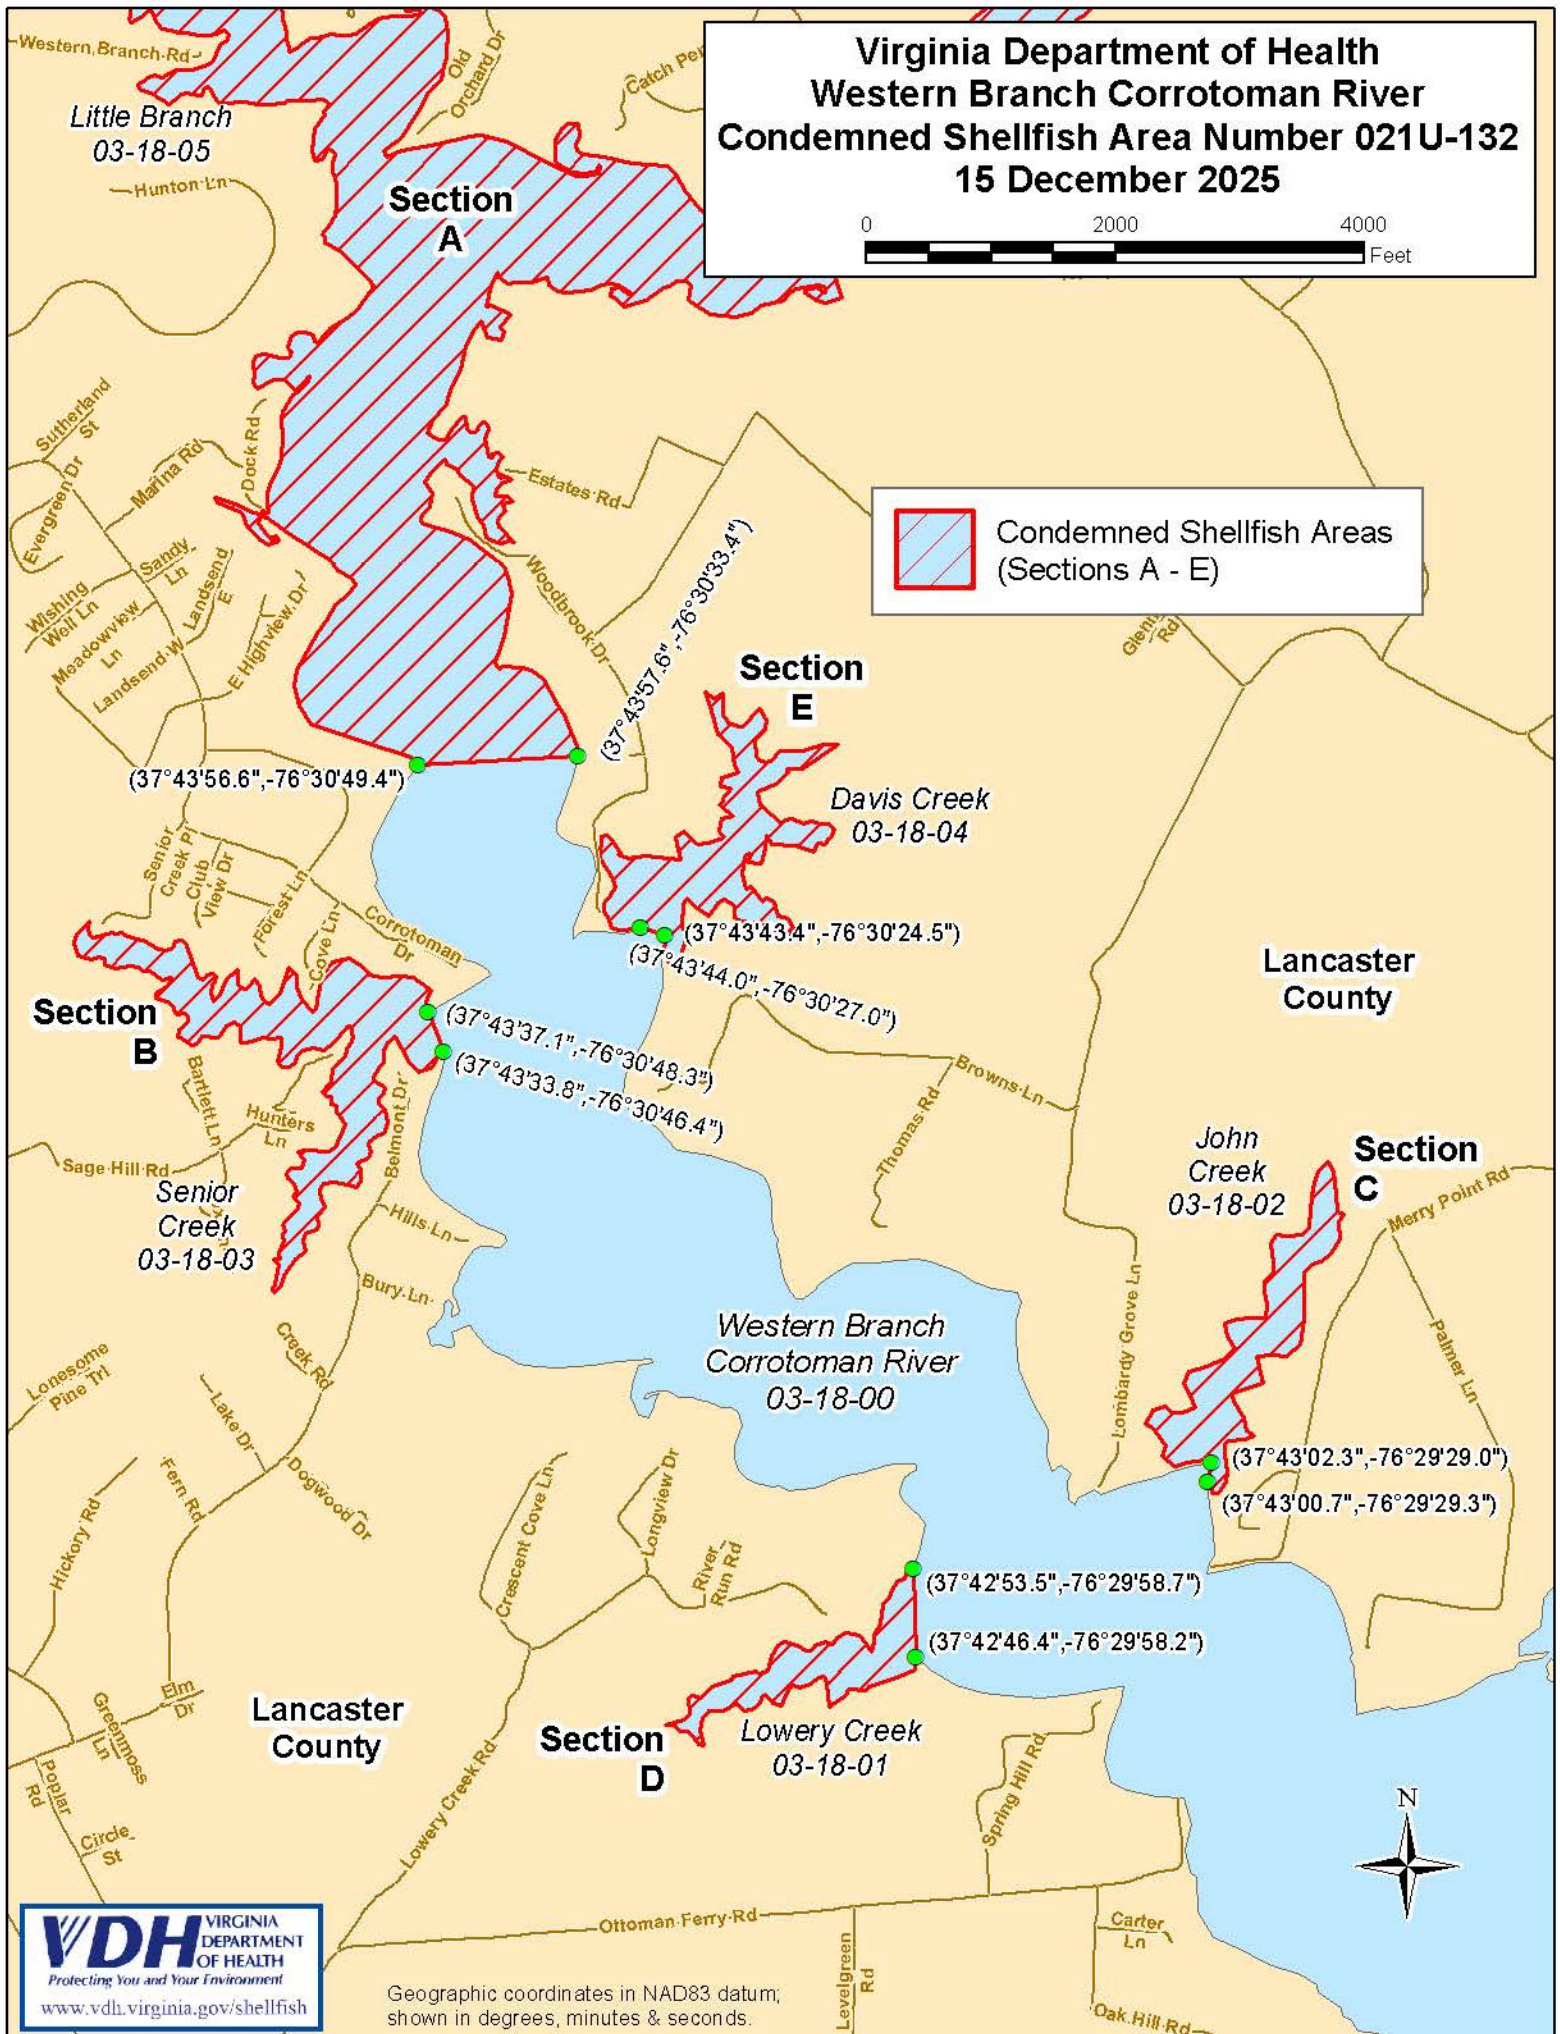 Virginia Department of Health
Western Branch Corrotoman River
Condemned Shellfish Area Number 021U-132
15 December 2025
0 2000 4000
Feet
Western Branch Rd
Old
Orchard Dr
Catch Pe
Little Branch
03-18-05
Hunton Ln
Section
A
Sutherland
St
Evergreen Dr
Marina Rd
Dock Rd
Estates Rd
Condemned Shellfish Areas
(Sections A - E)
Sandy
Ln
Wishing
Well Ln
Meadowview
Ln
Landsend
E
Landsend W
E Highview Dr
Woodbrook Dr
(37°43'57.6",-76°30'33.4")
Rd
Section
E
(37°43'56.6",-76°30'49.4")
Davis Creek
03-18-04
Senior
Creek Pl
Club
View Dr
Forest Ln
Cove Ln
Corrotoman
Dr
(37°43'43.4",-76°30'24.5")
(37°43'44.0",-76°30'27.0")
Lancaster
County
Section
B
(37°43'37.1",-76°30'48.3")
(37°43'33.8",-76°30'46.4")
Bartlett Ln
Hunters
Ln
Belmont Dr
Browns Ln
Thomas Rd
Sage Hill Rd
Senior
Creek
03-18-03
Hills Ln
Bury Ln
John
Creek
03-18-02
Section
C
Merry Point Rd
Lombardy Grove Ln
Palmer Ln
Western Branch
Corrotoman River
03-18-00
Lonesome
Pine Trl
Creek Rd
Lake Dr
Dogwood Dr
Fern Rd
Hickory Rd
Crescent Cove Ln
Longview Dr
River
Run Rd
(37°43'02.3",-76°29'29.0")
(37°43'00.7",-76°29'29.3")
(37°42'53.5",-76°29'58.7")
(37°42'46.4",-76°29'58.2")
Elm
Dr
Greenmoss
Ln
Lancaster
County
Section
D
Lowery Creek
03-18-01
Poplar
Rd
Circle
St
Lowery Creek Rd
Spring Hill Rd
N
Ottoman Ferry Rd
Carter
Ln
Levelgreen
Rd
Oak Hill Rd
VDH VIRGINIA
DEPARTMENT
OF HEALTH
Protecting You and Your Environment
www.vdh.virginia.gov/shellfish
Geographic coordinates in NAD83 datum;
shown in degrees, minutes & seconds.